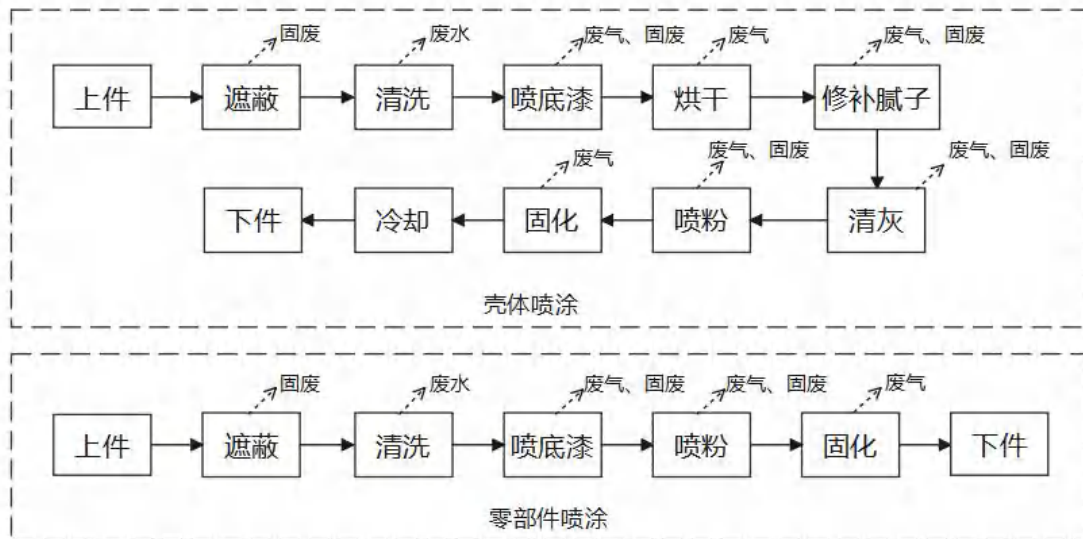 固废 废水 废气、固废 废气 废气、固废
上件 遮蔽 清洗 喷底漆 烘干 修补腻子
废气 废气、固废 废气、固废
下件 冷却 固化 喷粉 清灰
壳体喷涂
固废 废水 废气、固废 废气、固废 废气
上件 遮蔽 清洗 喷底漆 喷粉 固化 下件
零部件喷涂